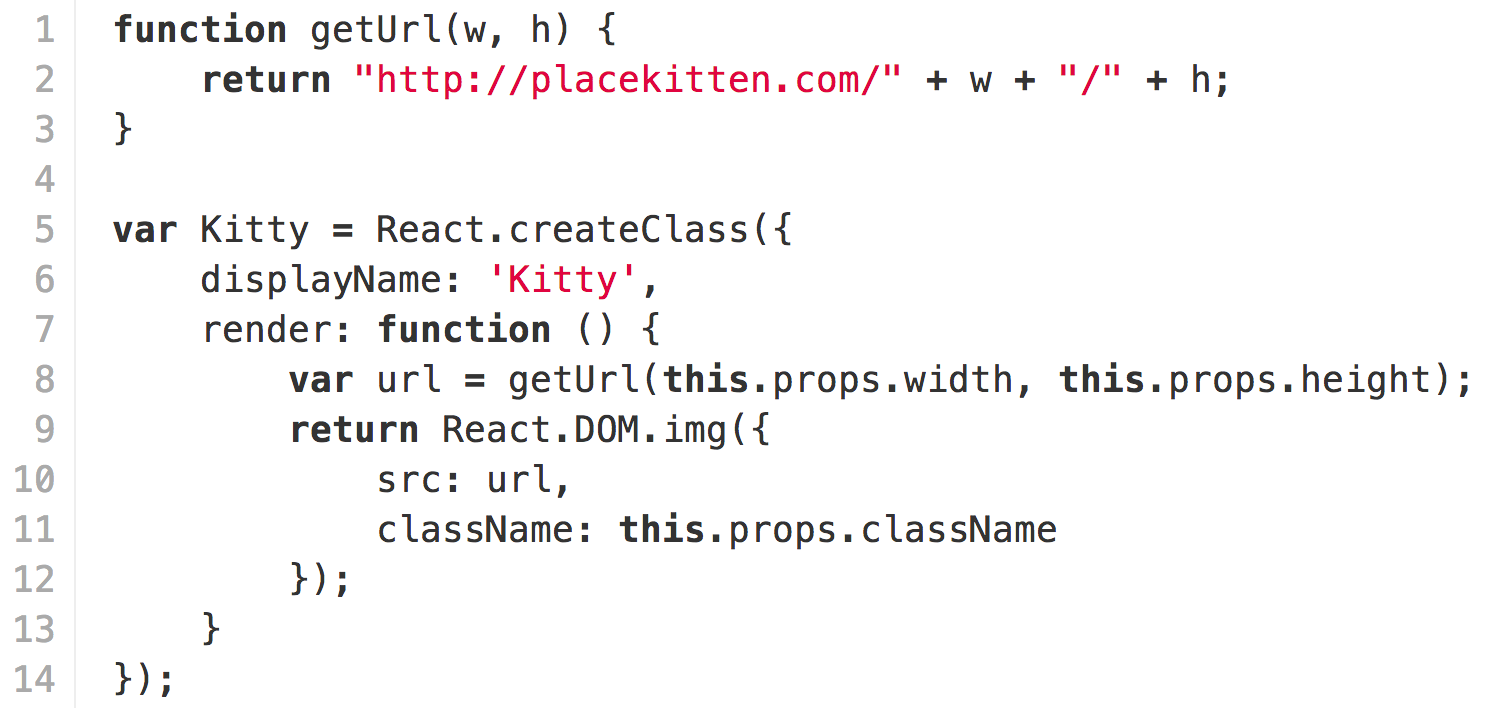 1 function getUrl(w, h) {
2     return "http://placekitten.com/" + w + "/" + h;
3 }
4
5 var Kitty = React.createClass({
6     displayName: 'Kitty',
7     render: function () {
8         var url = getUrl(this.props.width, this.props.height);
9         return React.DOM.img({
10             src: url,
11             className: this.props.className
12         });
13     }
14 });